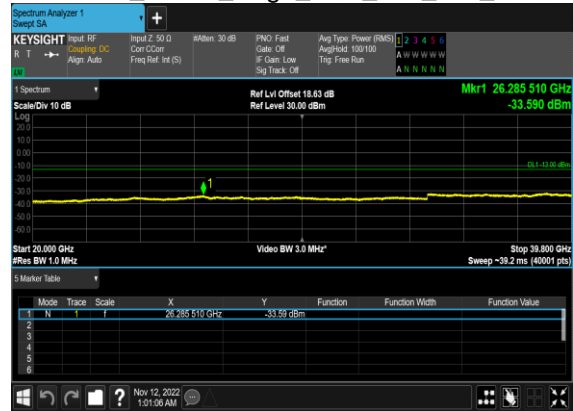 Spectrum Analyzer 1
Swept SA
+
KEYSIGHT
R T
LW
Input: RF
Coupling: DC
Align: Auto
Input Z: 50 Ω
Corr CCorr
Freq Ref: Int (S)
#Atten: 30 dB
PNO: Fast
Gate: Off
IF Gain: Low
Sig Track: Off
Avg Type: Power (RMS)
Avg|Hold: 100/100
Trig: Free Run
1 2 3 4 5 6
A W W W W W
A N N N N N
1 Spectrum
Scale/Div 10 dB
Ref Lvl Offset 18.63 dB
Ref Level 30.00 dBm
Mkr1 26.285 510 GHz
-33.590 dBm
Log
20.0
10.0
0.00
-10.0
DL1 -13.00 dBm
-20.0
1
-30.0
-40.0
-50.0
-60.0
Start 20.000 GHz
Video BW 3.0 MHz*
Stop 39.800 GHz
#Res BW 1.0 MHz
Sweep ~39.2 ms (40001 pts)
5 Marker Table
Mode Trace Scale X Y Function Function Width Function Value
1 N 1 f 26.285 510 GHz -33.59 dBm
2
3
4
5
6
? Nov 12, 2022
1:01:06 AM